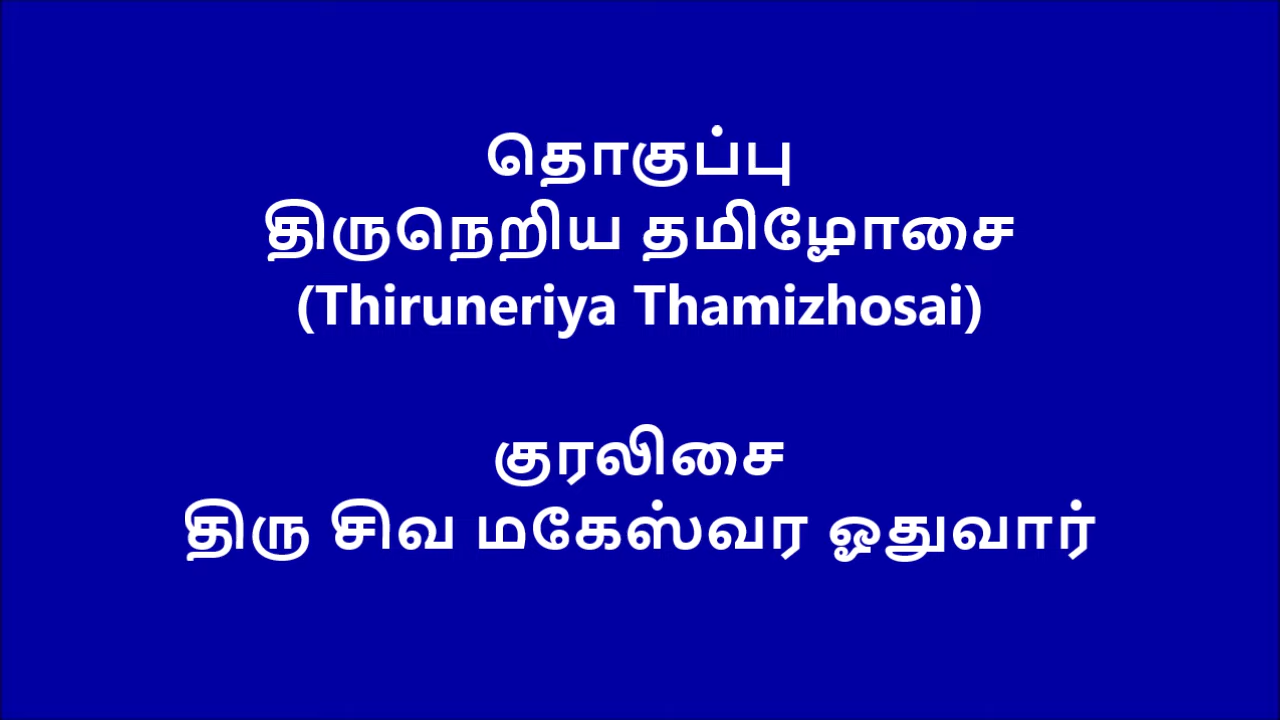 தொகுப்பு
திருநெறிய தமிழோசை
(Thiruneriya Thamizhosai)
குரலிசை
திரு சிவ மகேஸ்வர ஓதுவார்